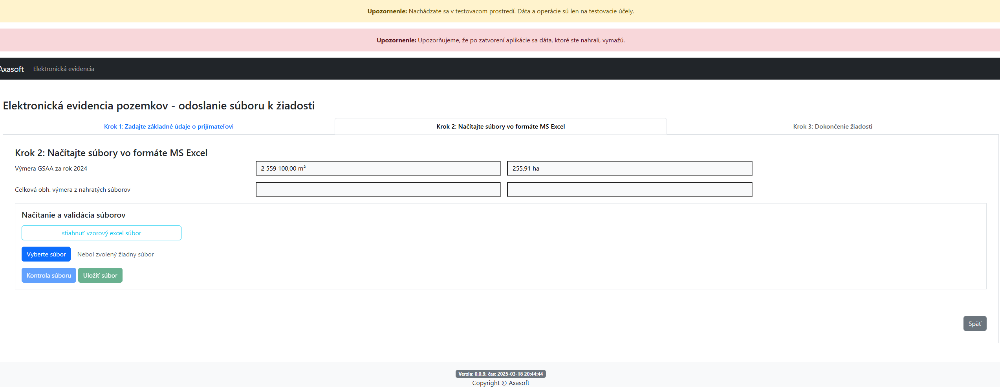 Upozornenie: Nachádzate sa v testovacom prostredí. Dáta a operácie sú len na testovacie účely.
Upozornenie: Upozorňujeme, že po zatvorení aplikácie sa dáta, ktoré ste nahrali, vymažú.
Axasoft Elektronická evidencia
Elektronická evidencia pozemkov - odoslanie súboru k žiadosti
Krok 1: Zadajte základné údaje o prijímateľovi Krok 2: Načítajte súbory vo formáte MS Excel Krok 3: Dokončenie žiadosti
Krok 2: Načítajte súbory vo formáte MS Excel
Výmera GSAA za rok 2024 2 559 100,00 m² 255,91 ha
Celková obh. výmera z nahratých súborov
Načítanie a validácia súborov
stiahnuť vzorový excel súbor
Vyberte súbor Nebol zvolený žiadny súbor
Kontrola súboru Uložiť súbor
Späť
Verzia: 0.0.9, čas: 2025-03-18 20:44:44
Copyright © Axasoft